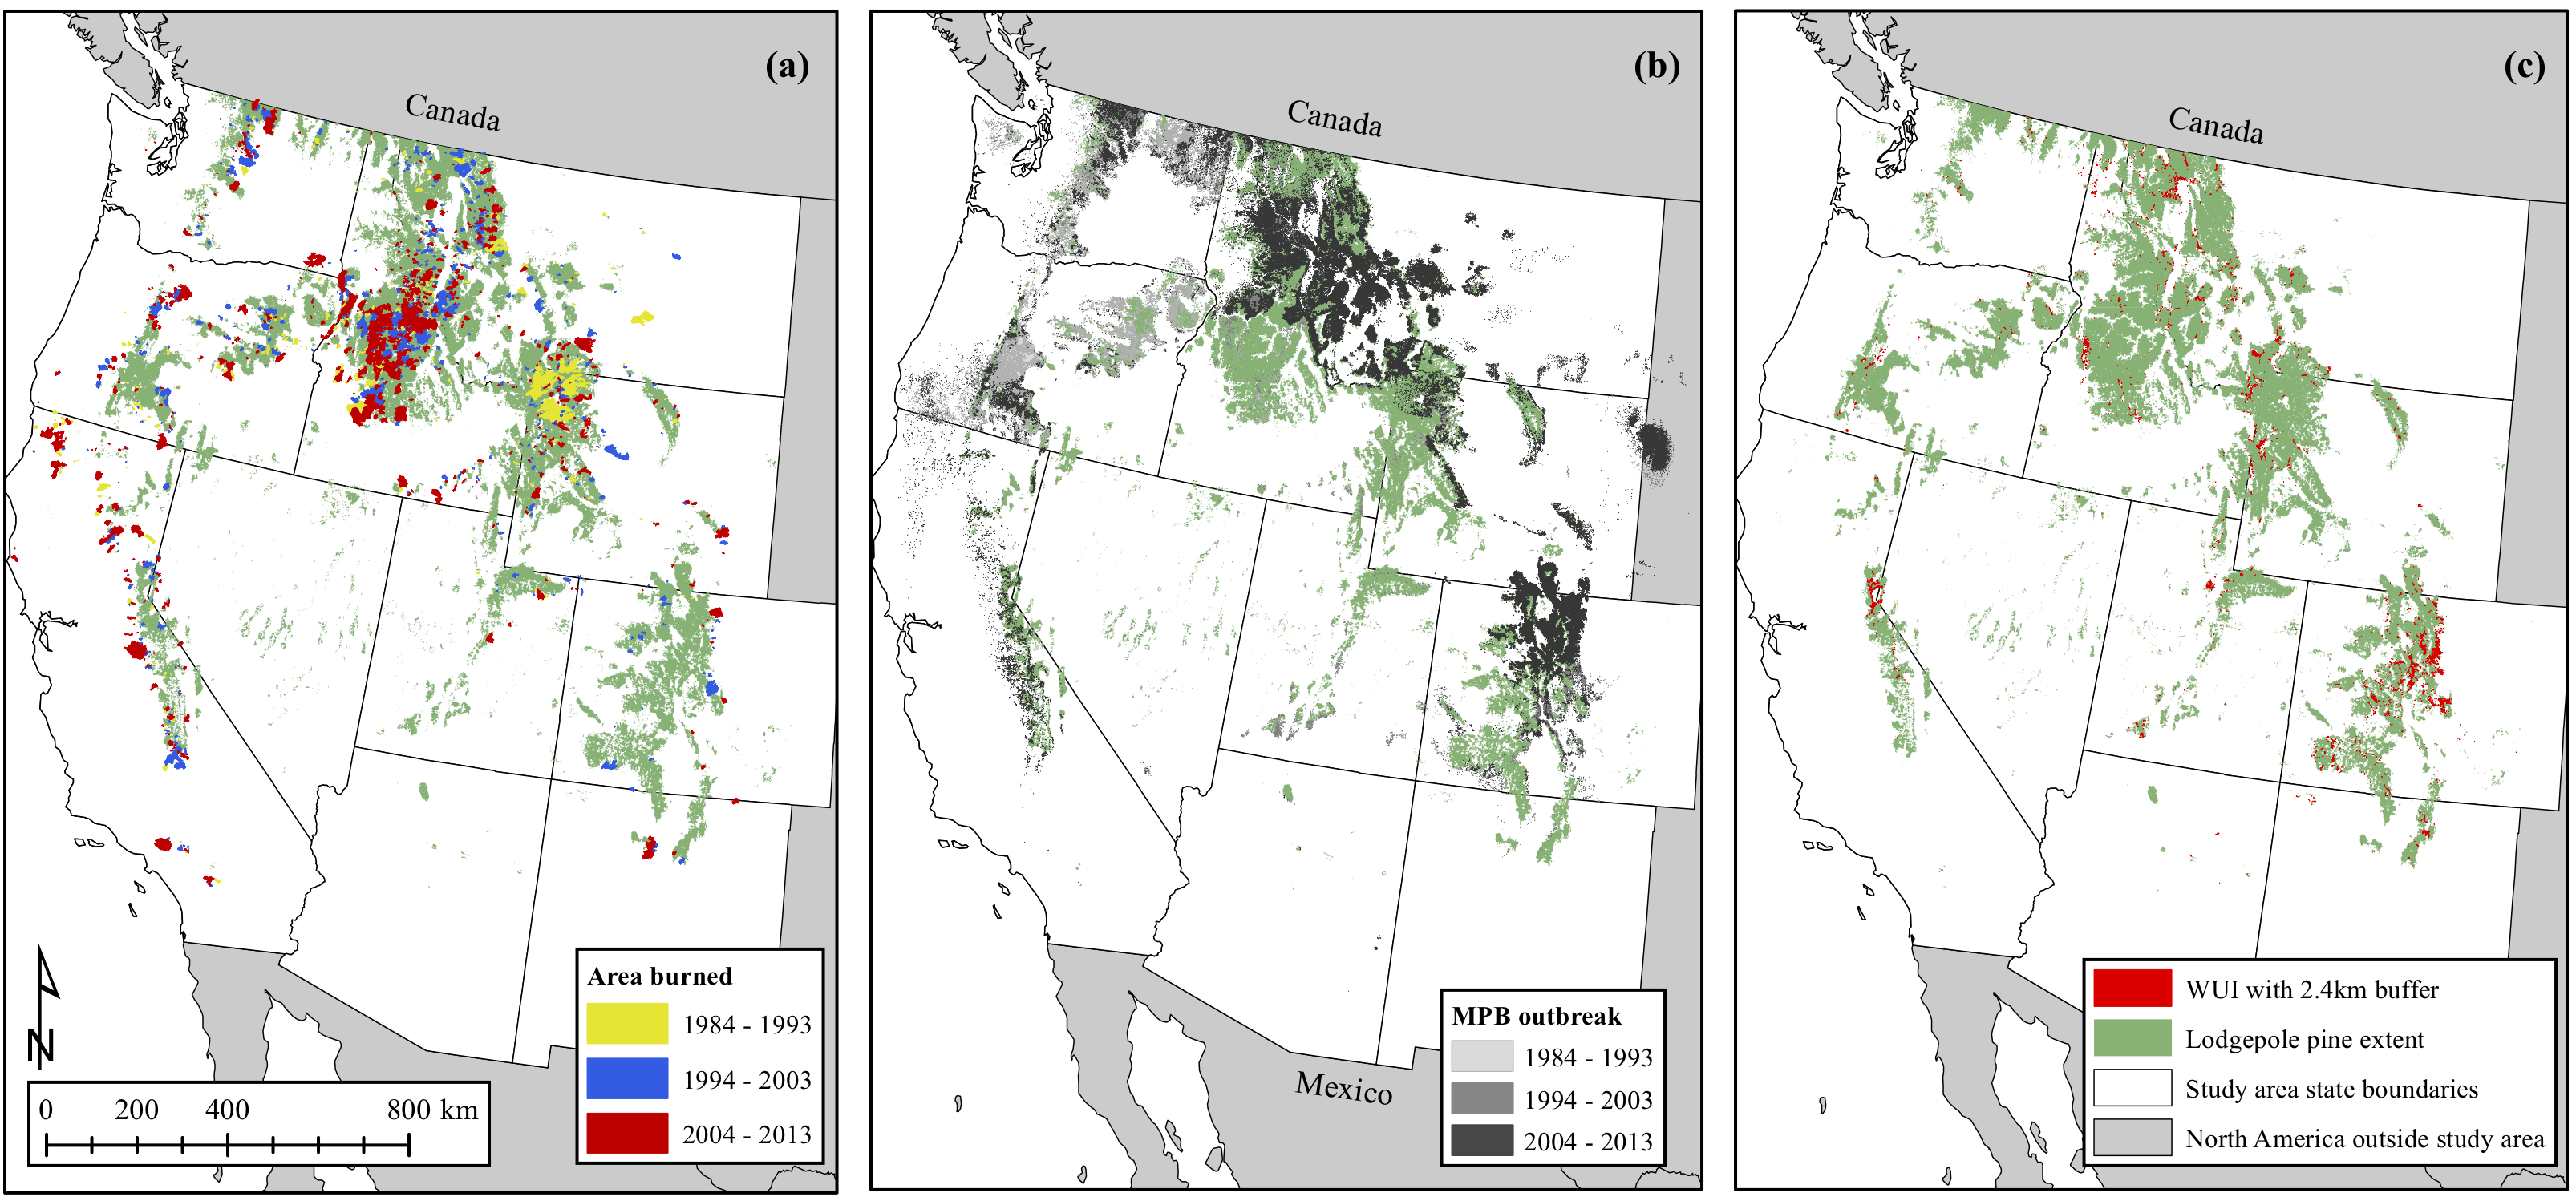 (a)
Canada
Area burned
1984 - 1993
1994 - 2003
2004 - 2013
N
0 200 400 800 km
(b)
Canada
Mexico
MPB outbreak
1984 - 1993
1994 - 2003
2004 - 2013
(c)
Canada
WUI with 2.4km buffer
Lodgepole pine extent
Study area state boundaries
North America outside study area